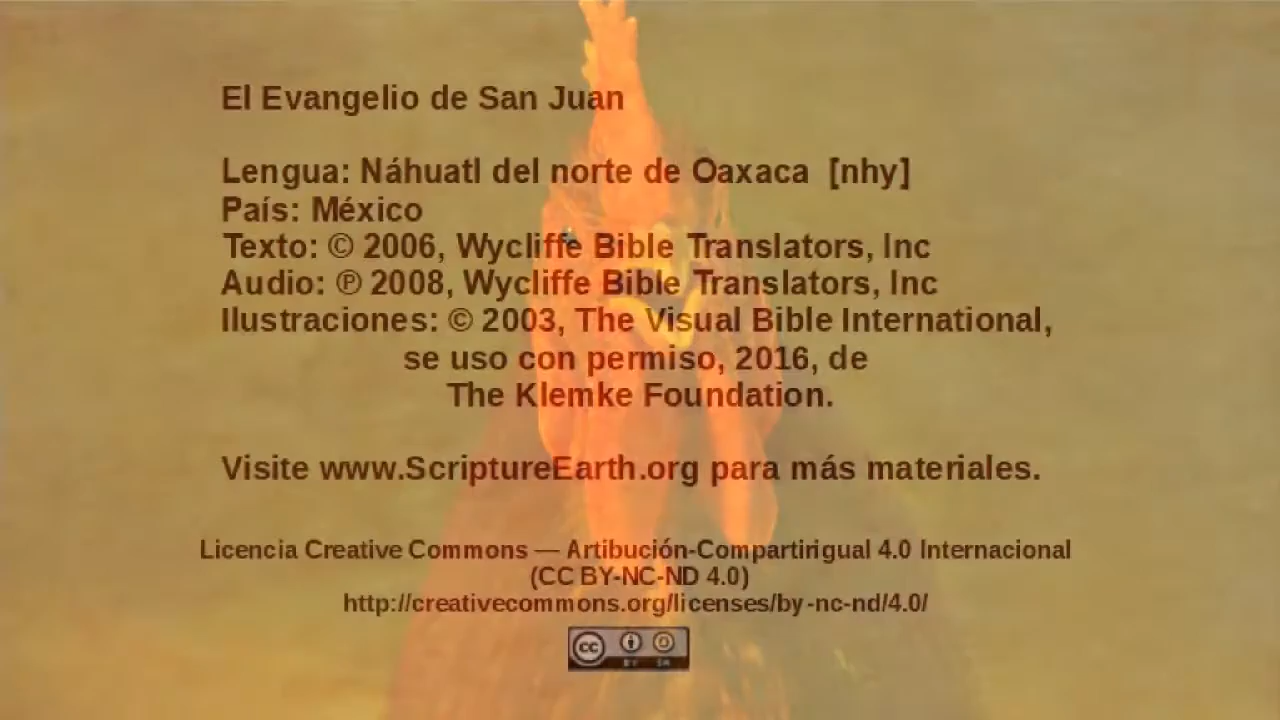 El Evangelio de San Juan
Lengua: Náhuatl del norte de Oaxaca [nhy]
País: México
Texto: © 2006, Wycliffe Bible Translators, Inc
Audio: ℗ 2008, Wycliffe Bible Translators, Inc
Ilustraciones: © 2003, The Visual Bible International,
se uso con permiso, 2016, de
The Klemke Foundation.
Visite www.ScriptureEarth.org para más materiales.
Licencia Creative Commons — Artibución-Compartirigual 4.0 Internacional
(CC BY-NC-ND 4.0)
http://creativecommons.org/licenses/by-nc-nd/4.0/
cc BY SA